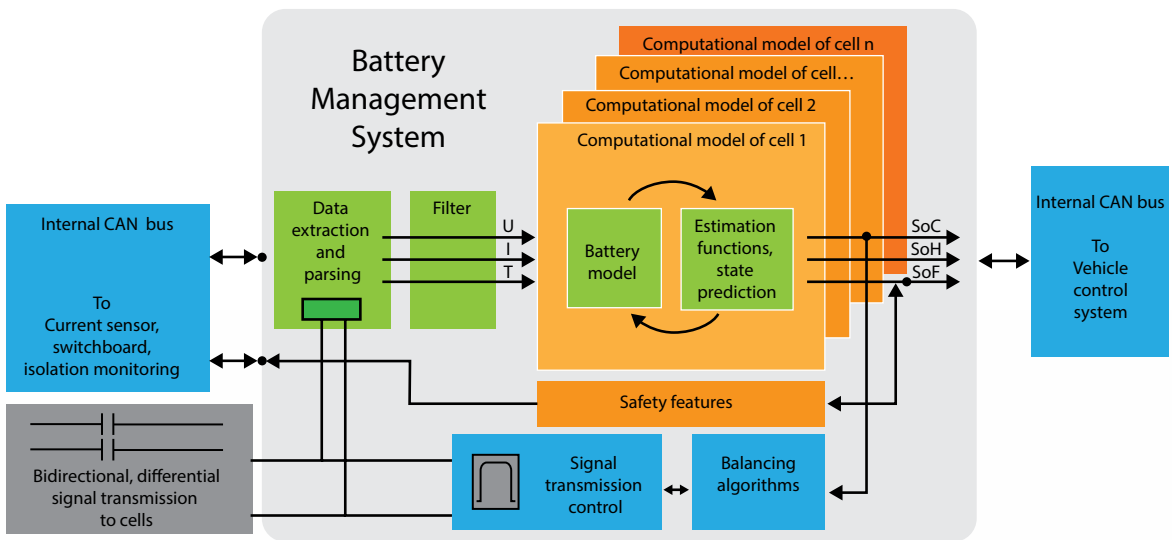 Battery
Management
System
Computational model of cell n
Computational model of cell…
Computational model of cell 2
Computational model of cell 1
Internal CAN bus
To
Current sensor,
switchboard,
isolation monitoring
Data
extraction
and
parsing
Filter
U
I
T
Battery
model
Estimation
functions,
state
prediction
SoC
SoH
SoF
Internal CAN bus
To
Vehicle
control
system
Safety features
Bidirectional, differential
signal transmission
to cells
Signal
transmission
control
Balancing
algorithms